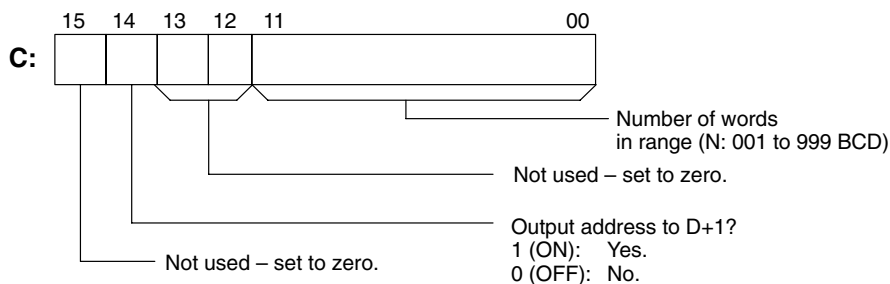 15 14 13 12 11 00
C:
Number of words
in range (N: 001 to 999 BCD)
Not used – set to zero.
Output address to D+1?
1 (ON): Yes.
0 (OFF): No.
Not used – set to zero.